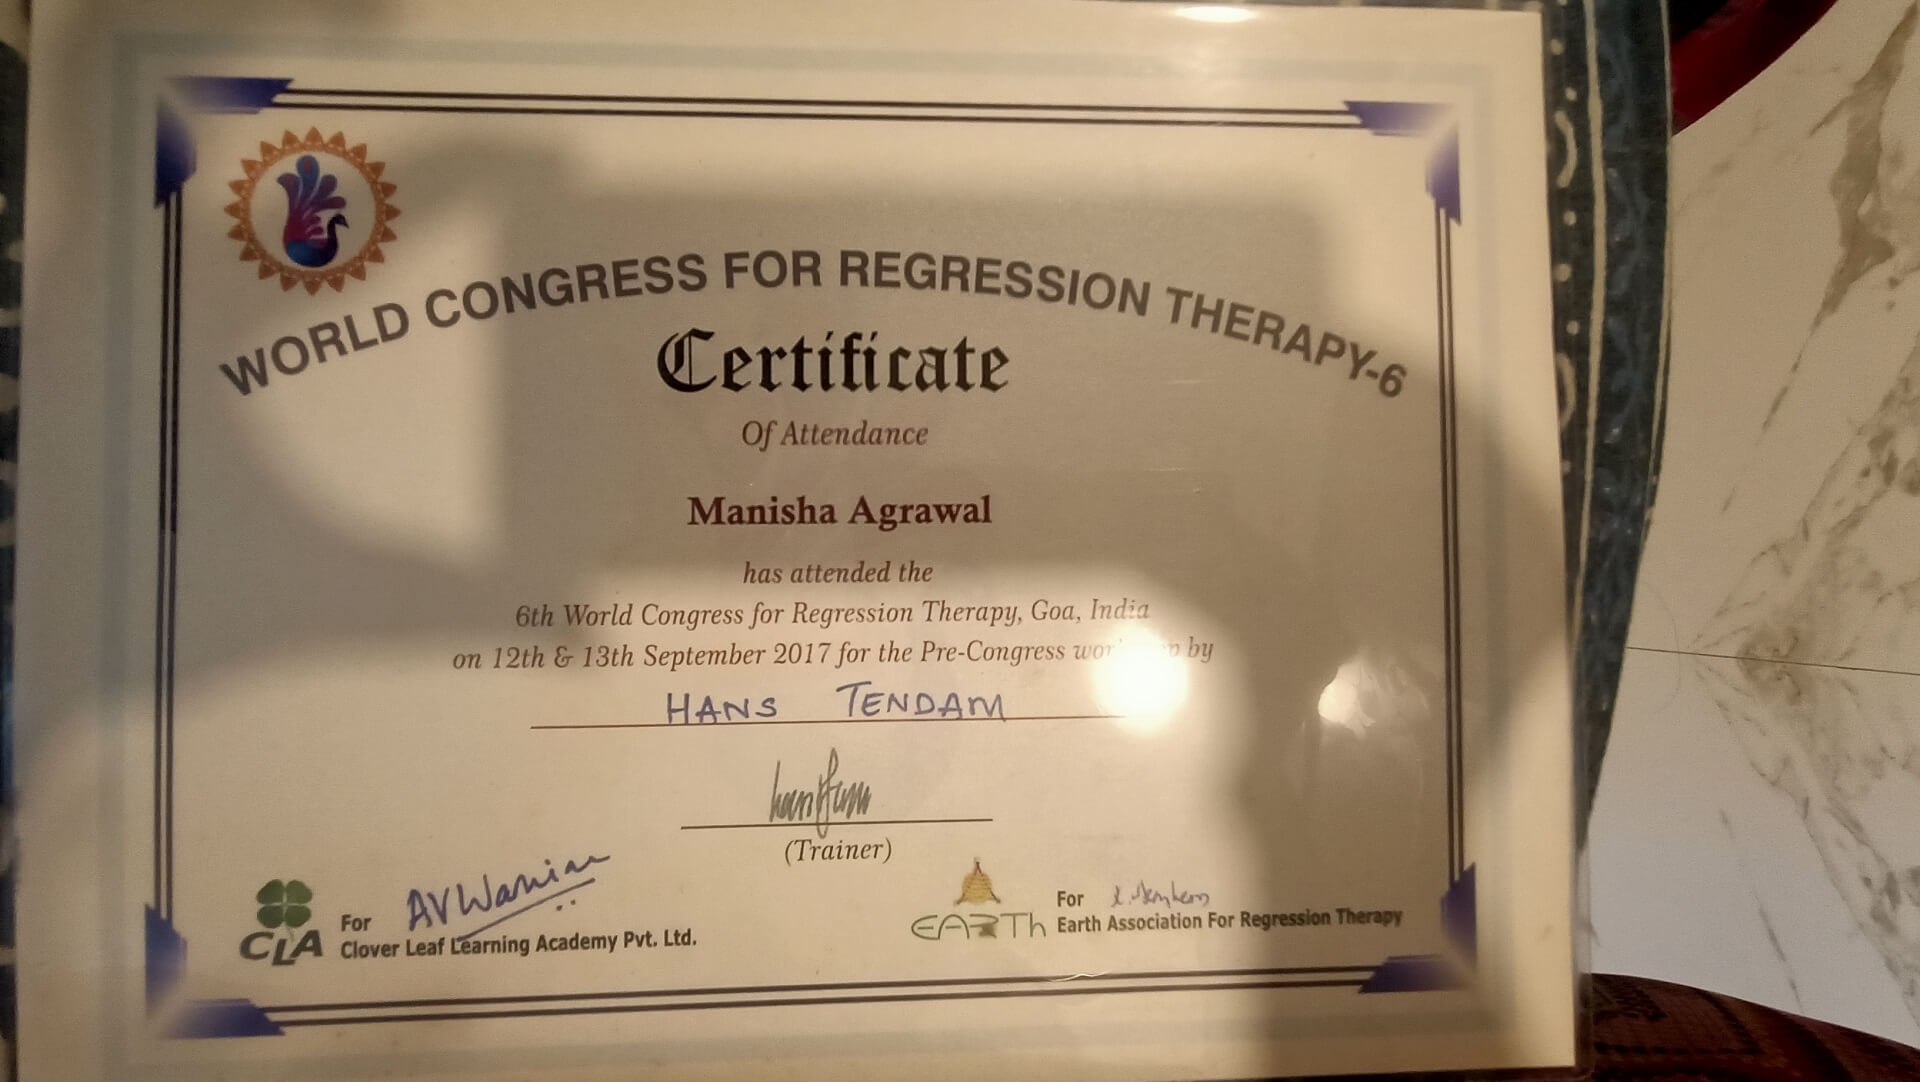 WORLD CONGRESS FOR REGRESSION THERAPY-6
Certificate
Of Attendance
Manisha Agrawal
has attended the
6th World Congress for Regression Therapy, Goa, India
on 12th & 13th September 2017 for the Pre-Congress by
HANS TENDAM
(Trainer)
CLA
For AVWanian
Clover Leaf Learning Academy Pvt. Ltd.
EARTh
For
Earth Association For Regression Therapy